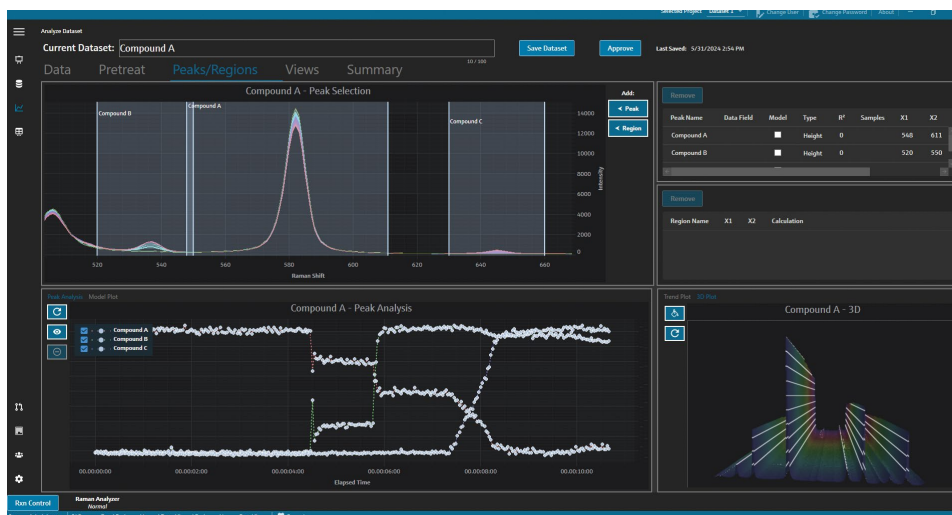 Selected Project Dataset 1 Change User Change Password About
Analyze Dataset
Current Dataset: Compound A Save Dataset Approve Last Saved: 5/31/2024 2:54 PM
10 / 100
Data Pretreat Peaks/Regions Views Summary
Compound A - Peak Selection
Compound B
Compound A
Compound C
14000
12000
10000
8000
6000
4000
2000
0
Intensity
520 540 560 580 600 620 640 660
Raman Shift
Add:
Peak
Region
Remove
Peak Name Data Field Model Type R² Samples X1 X2
Compound A Height 0 548 611
Compound B Height 0 520 550
Remove
Region Name X1 X2 Calculation
Peak Analysis Model Plot
Compound A - Peak Analysis
Compound A
Compound B
Compound C
00.00:00:00 00.00:02:00 00.00:04:00 00.00:06:00 00.00:08:00 00.00:10:00
Elapsed Time
Trend Plot 3D Plot
Compound A - 3D
Rxn Control
Raman Analyzer
Normal